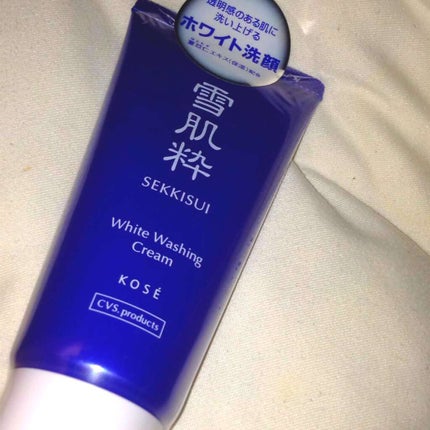 透明感のある肌に
洗い上げる
ホワイト洗顔
雪肌粋
SEKKISUI
White Washing
Cream
KOSÉ
CVS. products